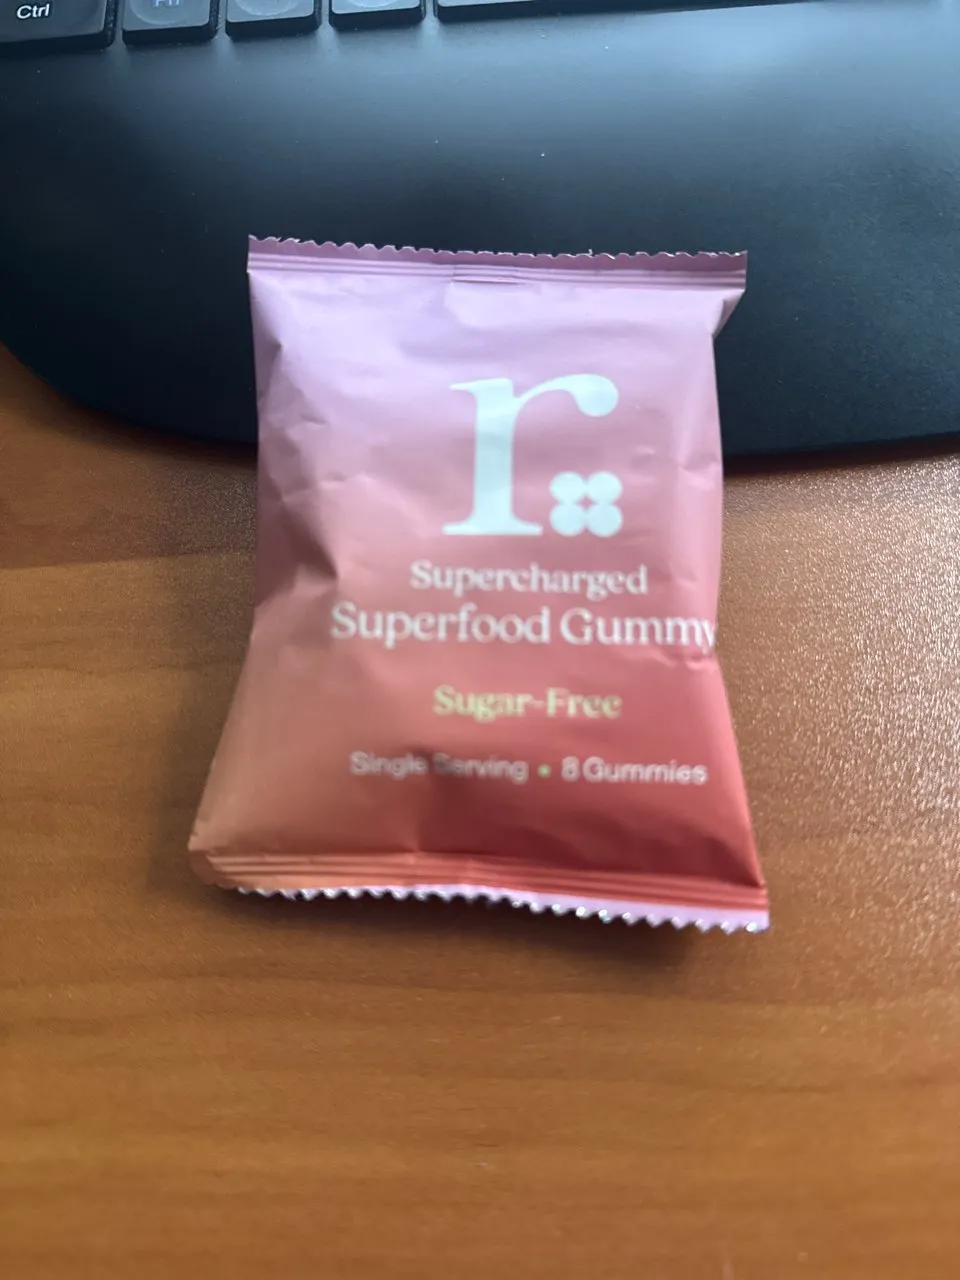 Ctrl
r
Supercharged
Superfood Gummy
Sugar-Free
Single Serving • 8 Gummies